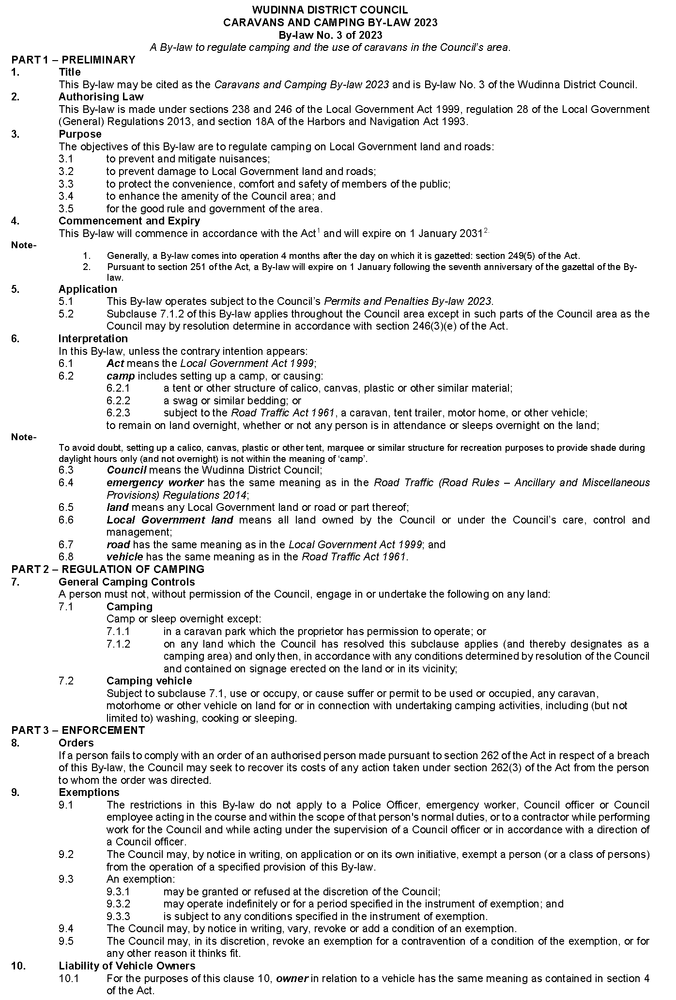 WUDINNA DISTRICT COUNCIL
CARAVANS AND CAMPING BY-LAW 2023
By-law No. 3 of 2023
A By-law to regulate camping and the use of caravans in the Council's area.
PART 1 – PRELIMINARY
1. Title
This By-law may be cited as the Caravans and Camping By-law 2023 and is By-law No. 3 of the Wudinna District Council.
2. Authorising Law
This By-law is made under sections 238 and 246 of the Local Government Act 1999, regulation 28 of the Local Government
(General) Regulations 2013, and section 18A of the Harbors and Navigation Act 1993.
3. Purpose
The objectives of this By-law are to regulate camping on Local Government land and roads:
3.1 to prevent and mitigate nuisances;
3.2 to prevent damage to Local Government land and roads;
3.3 to protect the convenience, comfort and safety of members of the public;
3.4 to enhance the amenity of the Council area; and
3.5 for the good rule and government of the area.
4. Commencement and Expiry
This By-law will commence in accordance with the Act1 and will expire on 1 January 20312.
Note-
1. Generally, a By-law comes into operation 4 months after the day on which it is gazetted: section 249(5) of the Act.
2. Pursuant to section 251 of the Act, a By-law will expire on 1 January following the seventh anniversary of the gazettal of the By-
law.
5. Application
5.1 This By-law operates subject to the Council's Permits and Penalties By-law 2023.
5.2 Subclause 7.1.2 of this By-law applies throughout the Council area except in such parts of the Council area as the
Council may by resolution determine in accordance with section 246(3)(e) of the Act.
6. Interpretation
In this By-law, unless the contrary intention appears:
6.1 Act means the Local Government Act 1999;
6.2 camp includes setting up a camp, or causing:
6.2.1 a tent or other structure of calico, canvas, plastic or other similar material;
6.2.2 a swag or similar bedding; or
6.2.3 subject to the Road Traffic Act 1961, a caravan, tent trailer, motor home, or other vehicle;
to remain on land overnight, whether or not any person is in attendance or sleeps overnight on the land;
Note-
To avoid doubt, setting up a calico, canvas, plastic or other tent, marquee or similar structure for recreation purposes to provide shade during
daylight hours only (and not overnight) is not within the meaning of 'camp'.
6.3 Council means the Wudinna District Council;
6.4 emergency worker has the same meaning as in the Road Traffic (Road Rules – Ancillary and Miscellaneous
Provisions) Regulations 2014;
6.5 land means any Local Government land or road or part thereof;
6.6 Local Government land means all land owned by the Council or under the Council's care, control and
management;
6.7 road has the same meaning as in the Local Government Act 1999; and
6.8 vehicle has the same meaning as in the Road Traffic Act 1961.
PART 2 – REGULATION OF CAMPING
7. General Camping Controls
A person must not, without permission of the Council, engage in or undertake the following on any land:
7.1 Camping
Camp or sleep overnight except:
7.1.1 in a caravan park which the proprietor has permission to operate; or
7.1.2 on any land which the Council has resolved this subclause applies (and thereby designates as a
camping area) and only then, in accordance with any conditions determined by resolution of the Council
and contained on signage erected on the land or in its vicinity;
7.2 Camping vehicle
Subject to subclause 7.1, use or occupy, or cause suffer or permit to be used or occupied, any caravan,
motorhome or other vehicle on land for or in connection with undertaking camping activities, including (but not
limited to) washing, cooking or sleeping.
PART 3 – ENFORCEMENT
8. Orders
If a person fails to comply with an order of an authorised person made pursuant to section 262 of the Act in respect of a breach
of this By-law, the Council may seek to recover its costs of any action taken under section 262(3) of the Act from the person
to whom the order was directed.
9. Exemptions
9.1 The restrictions in this By-law do not apply to a Police Officer, emergency worker, Council officer or Council
employee acting in the course and within the scope of that person's normal duties, or to a contractor while performing
work for the Council and while acting under the supervision of a Council officer or in accordance with a direction of
a Council officer.
9.2 The Council may, by notice in writing, on application or on its own initiative, exempt a person (or a class of persons)
from the operation of a specified provision of this By-law.
9.3 An exemption:
9.3.1 may be granted or refused at the discretion of the Council;
9.3.2 may operate indefinitely or for a period specified in the instrument of exemption; and
9.3.3 is subject to any conditions specified in the instrument of exemption.
9.4 The Council may, by notice in writing, vary, revoke or add a condition of an exemption.
9.5 The Council may, in its discretion, revoke an exemption for a contravention of a condition of the exemption, or for
any other reason it thinks fit.
10. Liability of Vehicle Owners
10.1 For the purposes of this clause 10, owner in relation to a vehicle has the same meaning as contained in section 4
of the Act.